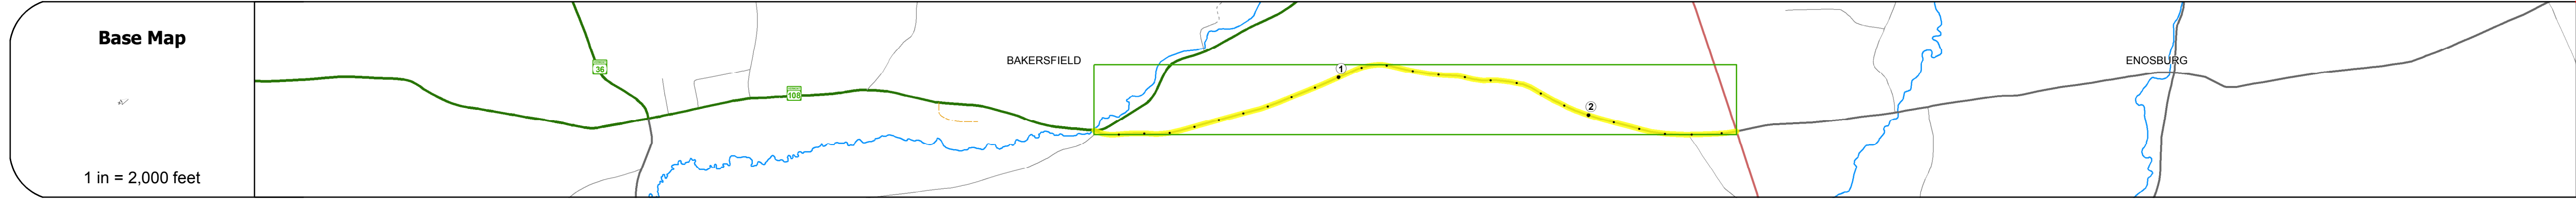 Base Map
1 in = 2,000 feet
36
108
BAKERSFIELD
1
2
ENOSBURG